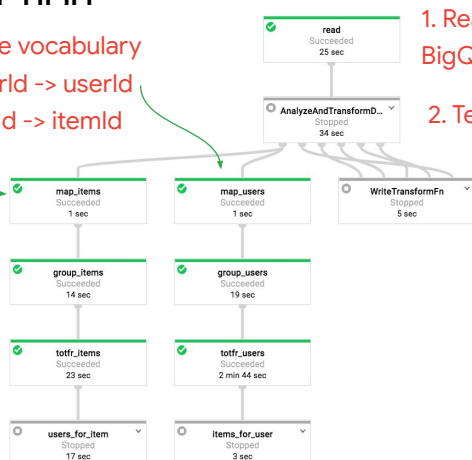 e vocabulary
rId -> userId
d -> itemId
1. Rea
BigQ
2. Te
read
Succeeded
25 sec
AnalyzeAndTransformD...
Stopped
34 sec
map_items
Succeeded
1 sec
map_users
Succeeded
1 sec
WriteTransformFn
Stopped
5 sec
group_items
Succeeded
14 sec
group_users
Succeeded
19 sec
totfr_items
Succeeded
23 sec
totfr_users
Succeeded
2 min 44 sec
users_for_item
Stopped
17 sec
items_for_user
Stopped
3 sec